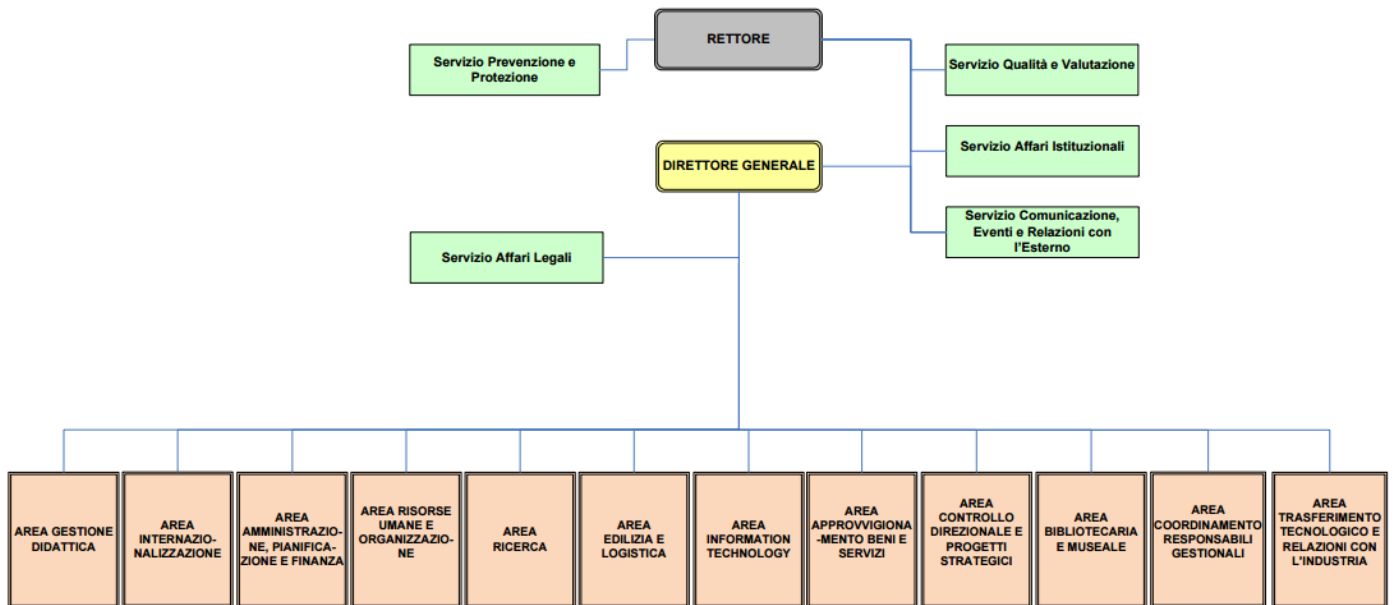 RETTORE
Servizio Prevenzione e
Protezione
Servizio Qualità e Valutazione
Servizio Affari Istituzionali
DIRETTORE GENERALE
Servizio Comunicazione,
Eventi e Relazioni con
l'Esterno
Servizio Affari Legali
AREA GESTIONE
DIDATTICA
AREA
INTERNAZIO-
NALIZZAZIONE
AREA
AMMINISTRAZIO-
NE, PIANIFICA-
ZIONE E FINANZA
AREA RISORSE
UMANE E
ORGANIZZAZIO-
NE
AREA
RICERCA
AREA
EDILIZIA E
LOGISTICA
AREA
INFORMATION
TECHNOLOGY
AREA
APPROVVIGIONA
-MENTO BENI E
SERVIZI
AREA
CONTROLLO
DIREZIONALE E
PROGETTI
STRATEGICI
AREA
BIBLIOTECARIA
E MUSEALE
AREA
COORDINAMENTO
RESPONSABILI
GESTIONALI
AREA
TRASFERIMENTO
TECNOLOGICO E
RELAZIONI CON
L'INDUSTRIA